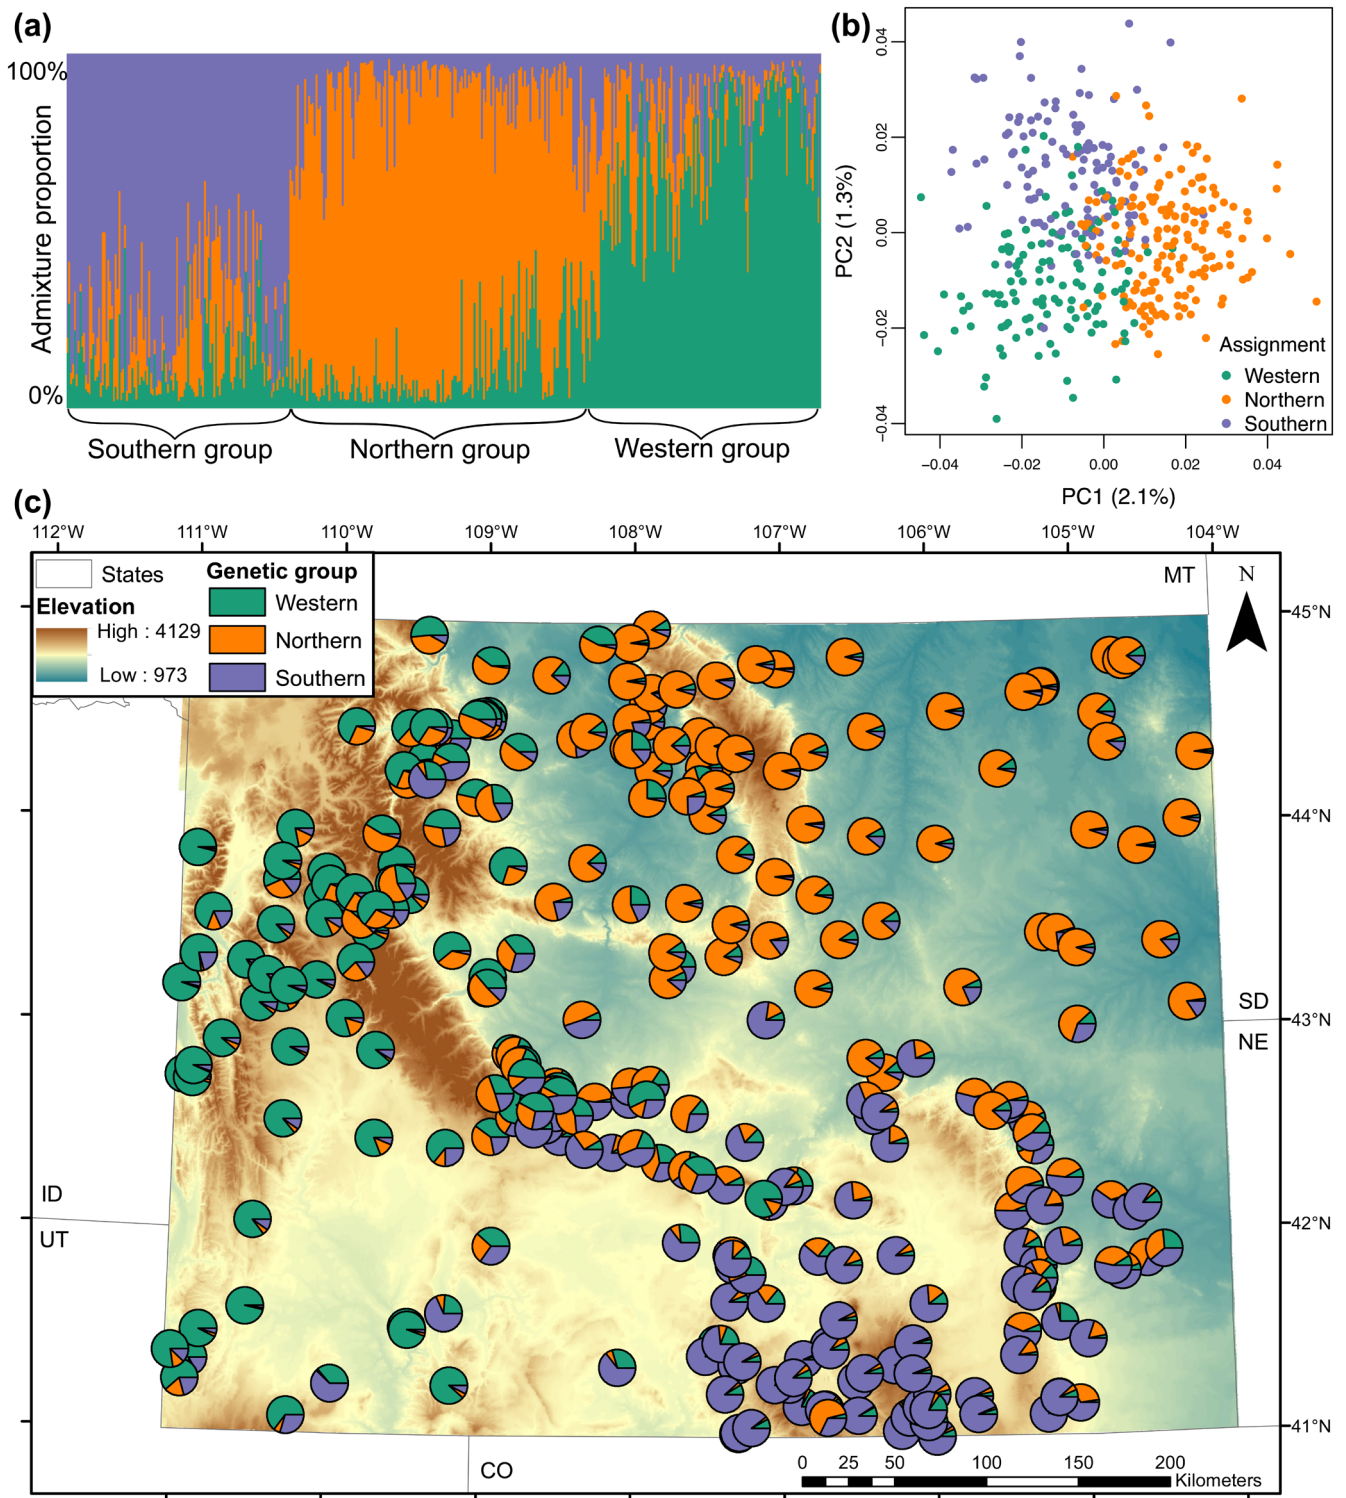 (a)
100%
Admixture proportion
0%
Southern group
Northern group
Western group
(b)
PC2 (1.3%)
0.04
0.02
0.00
−0.02
−0.04
Assignment
Western
Northern
Southern
−0.04
−0.02
0.00
0.02
0.04
PC1 (2.1%)
(c)
112°W
111°W
110°W
109°W
108°W
107°W
106°W
105°W
104°W
States
Elevation
High : 4129
Low : 973
Genetic group
Western
Northern
Southern
MT
N
45°N
44°N
SD
43°N
NE
ID
UT
42°N
41°N
CO
0
25
50
100
150
200
Kilometers